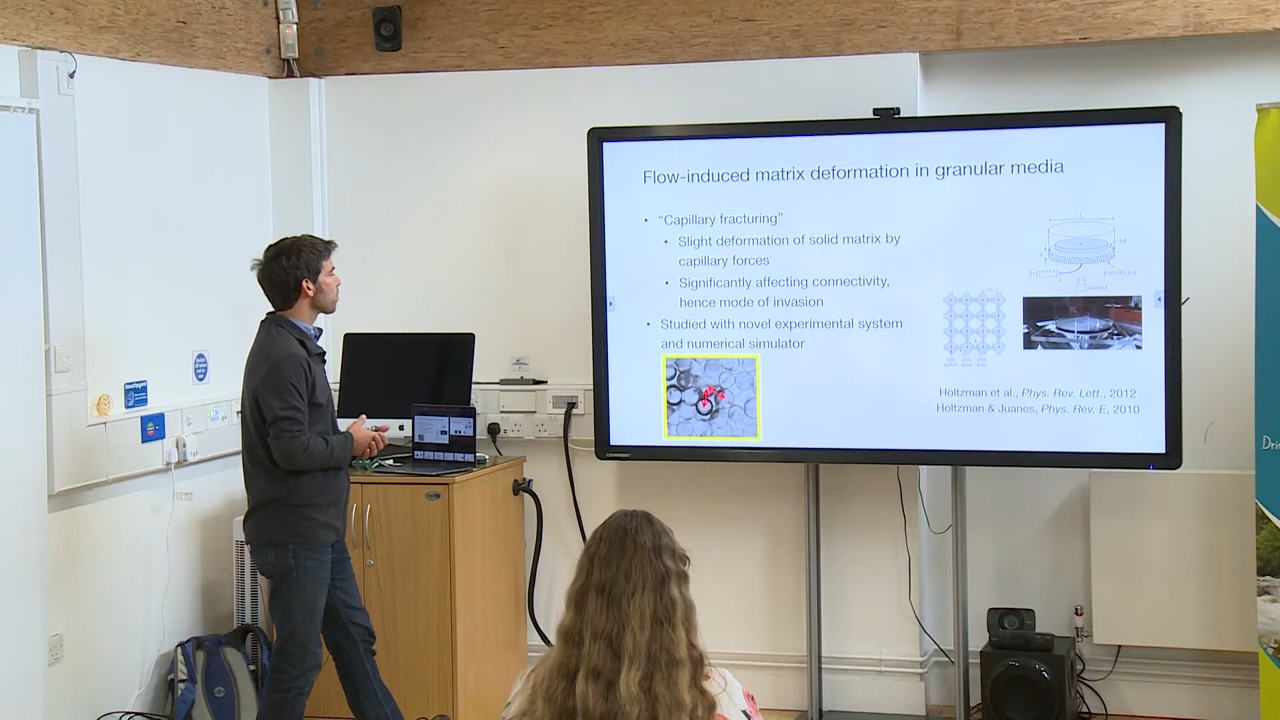 Flow-induced matrix deformation in granular media
• “Capillary fracturing”
• Slight deformation of solid matrix by
capillary forces
• Significantly affecting connectivity,
hence mode of invasion
• Studied with novel experimental system
and numerical simulator
Holtzman et al., Phys. Rev. Lett., 2012
Holtzman & Juanes, Phys. Rev. E, 2010
Dri